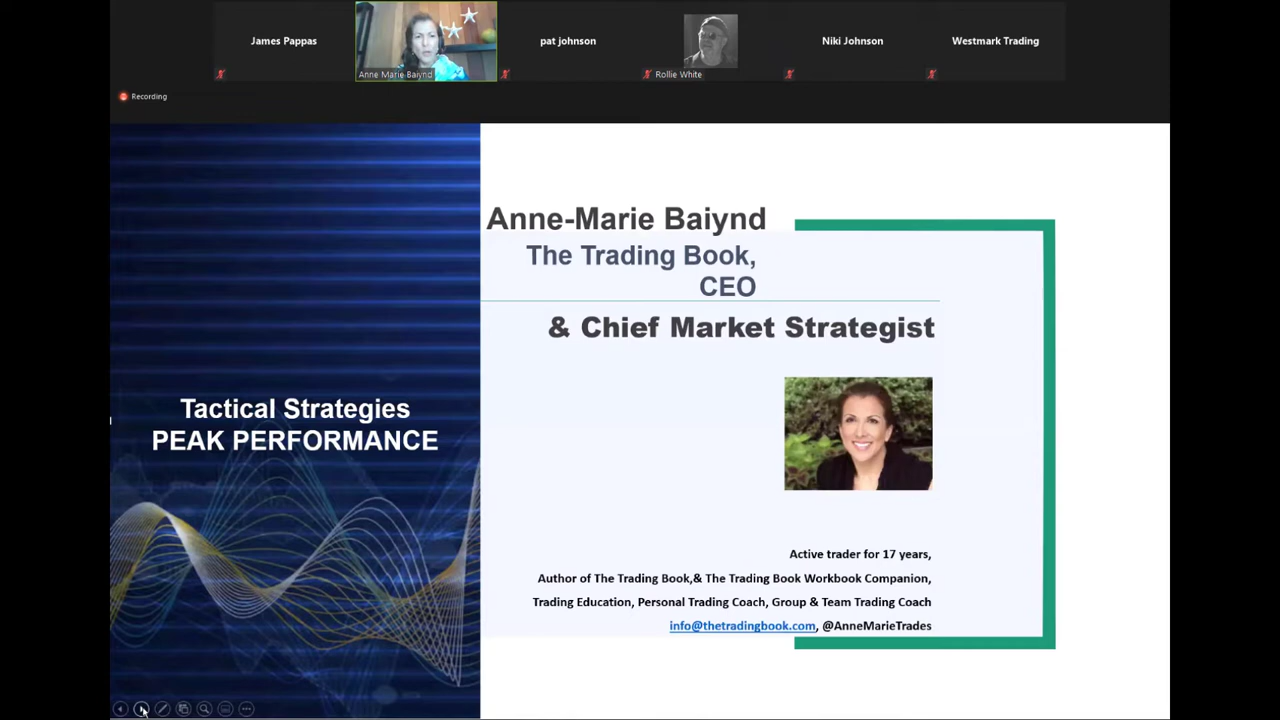 James Pappas
Anne Marie Baiynd
pat johnson
Rollie White
Niki Johnson
Westmark Trading
Recording
Tactical Strategies
PEAK PERFORMANCE
Anne-Marie Baiynd
The Trading Book,
CEO
& Chief Market Strategist
Active trader for 17 years,
Author of The Trading Book,& The Trading Book Workbook Companion,
Trading Education, Personal Trading Coach, Group & Team Trading Coach
info@thetradingbook.com, @AnneMarieTrades